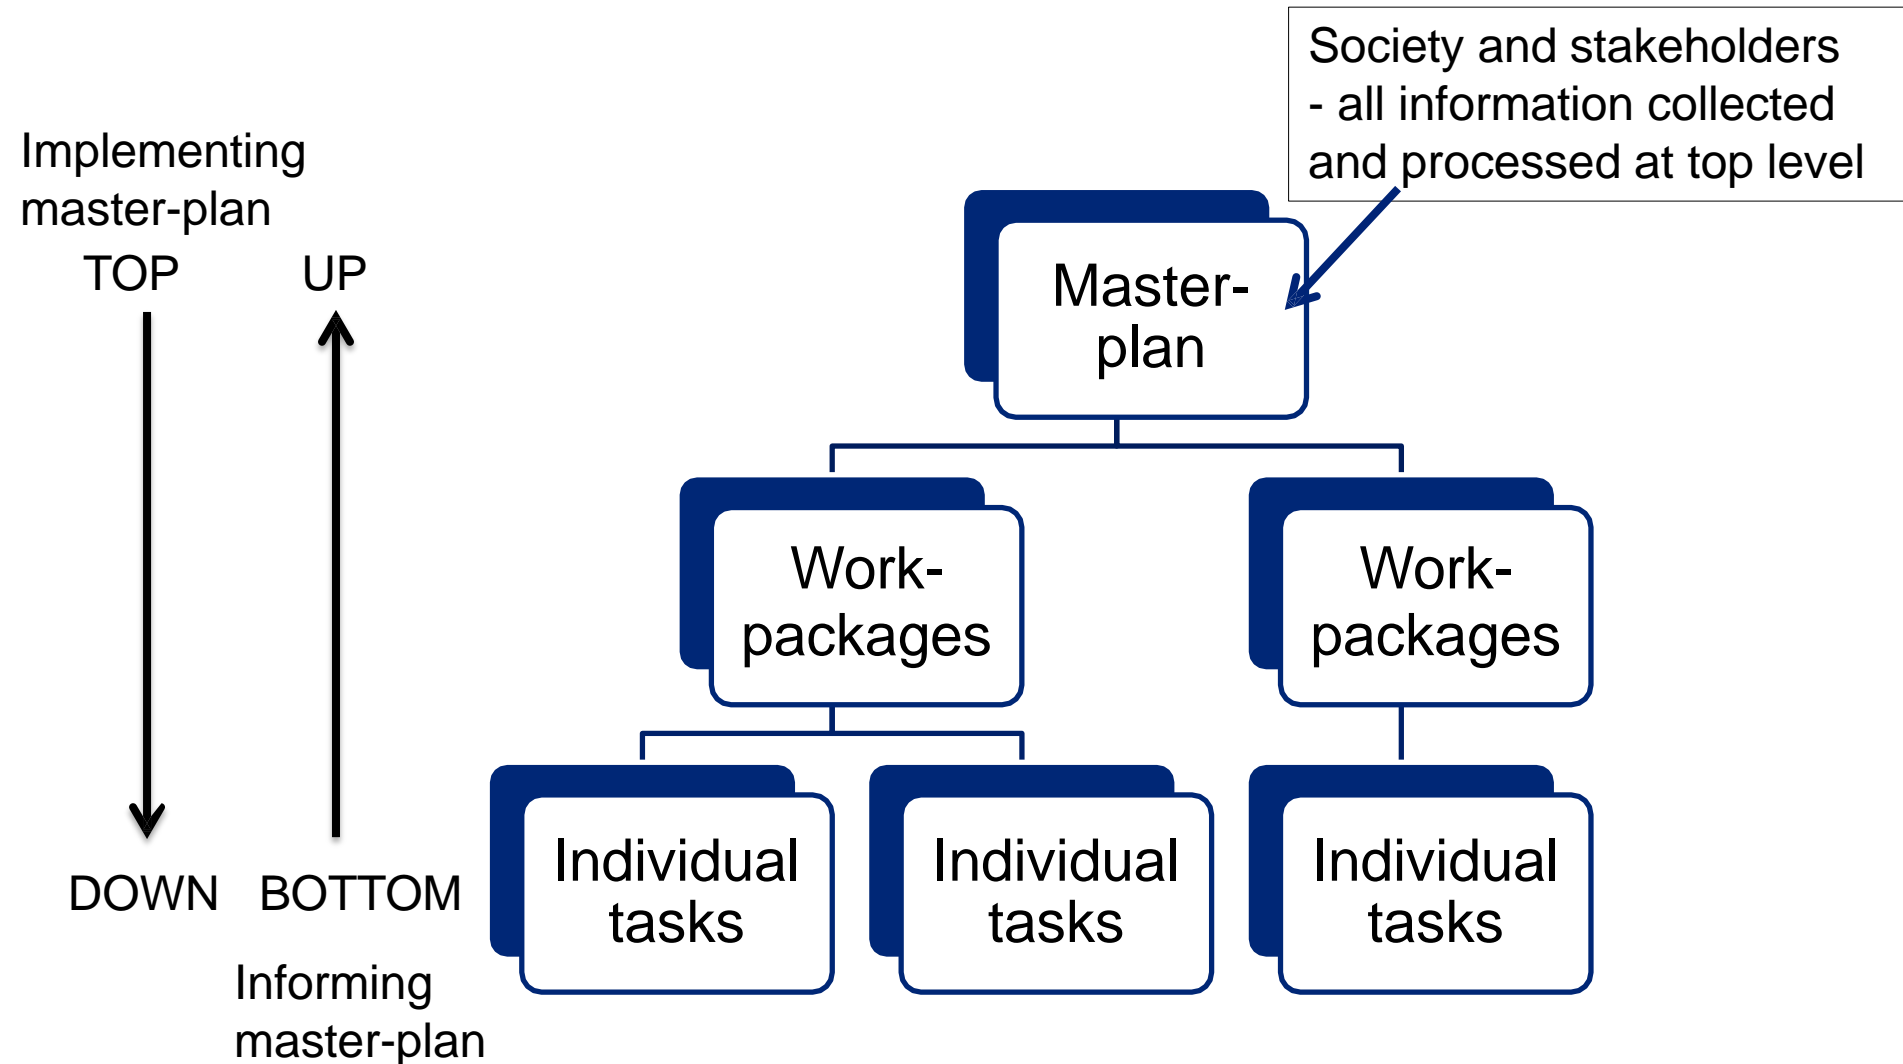 Society and stakeholders
- all information collected
and processed at top level
Implementing
master-plan
TOP
UP
Master-
plan
Work-
packages
Work-
packages
Individual
tasks
Individual
tasks
Individual
tasks
DOWN
BOTTOM
Informing
master-plan